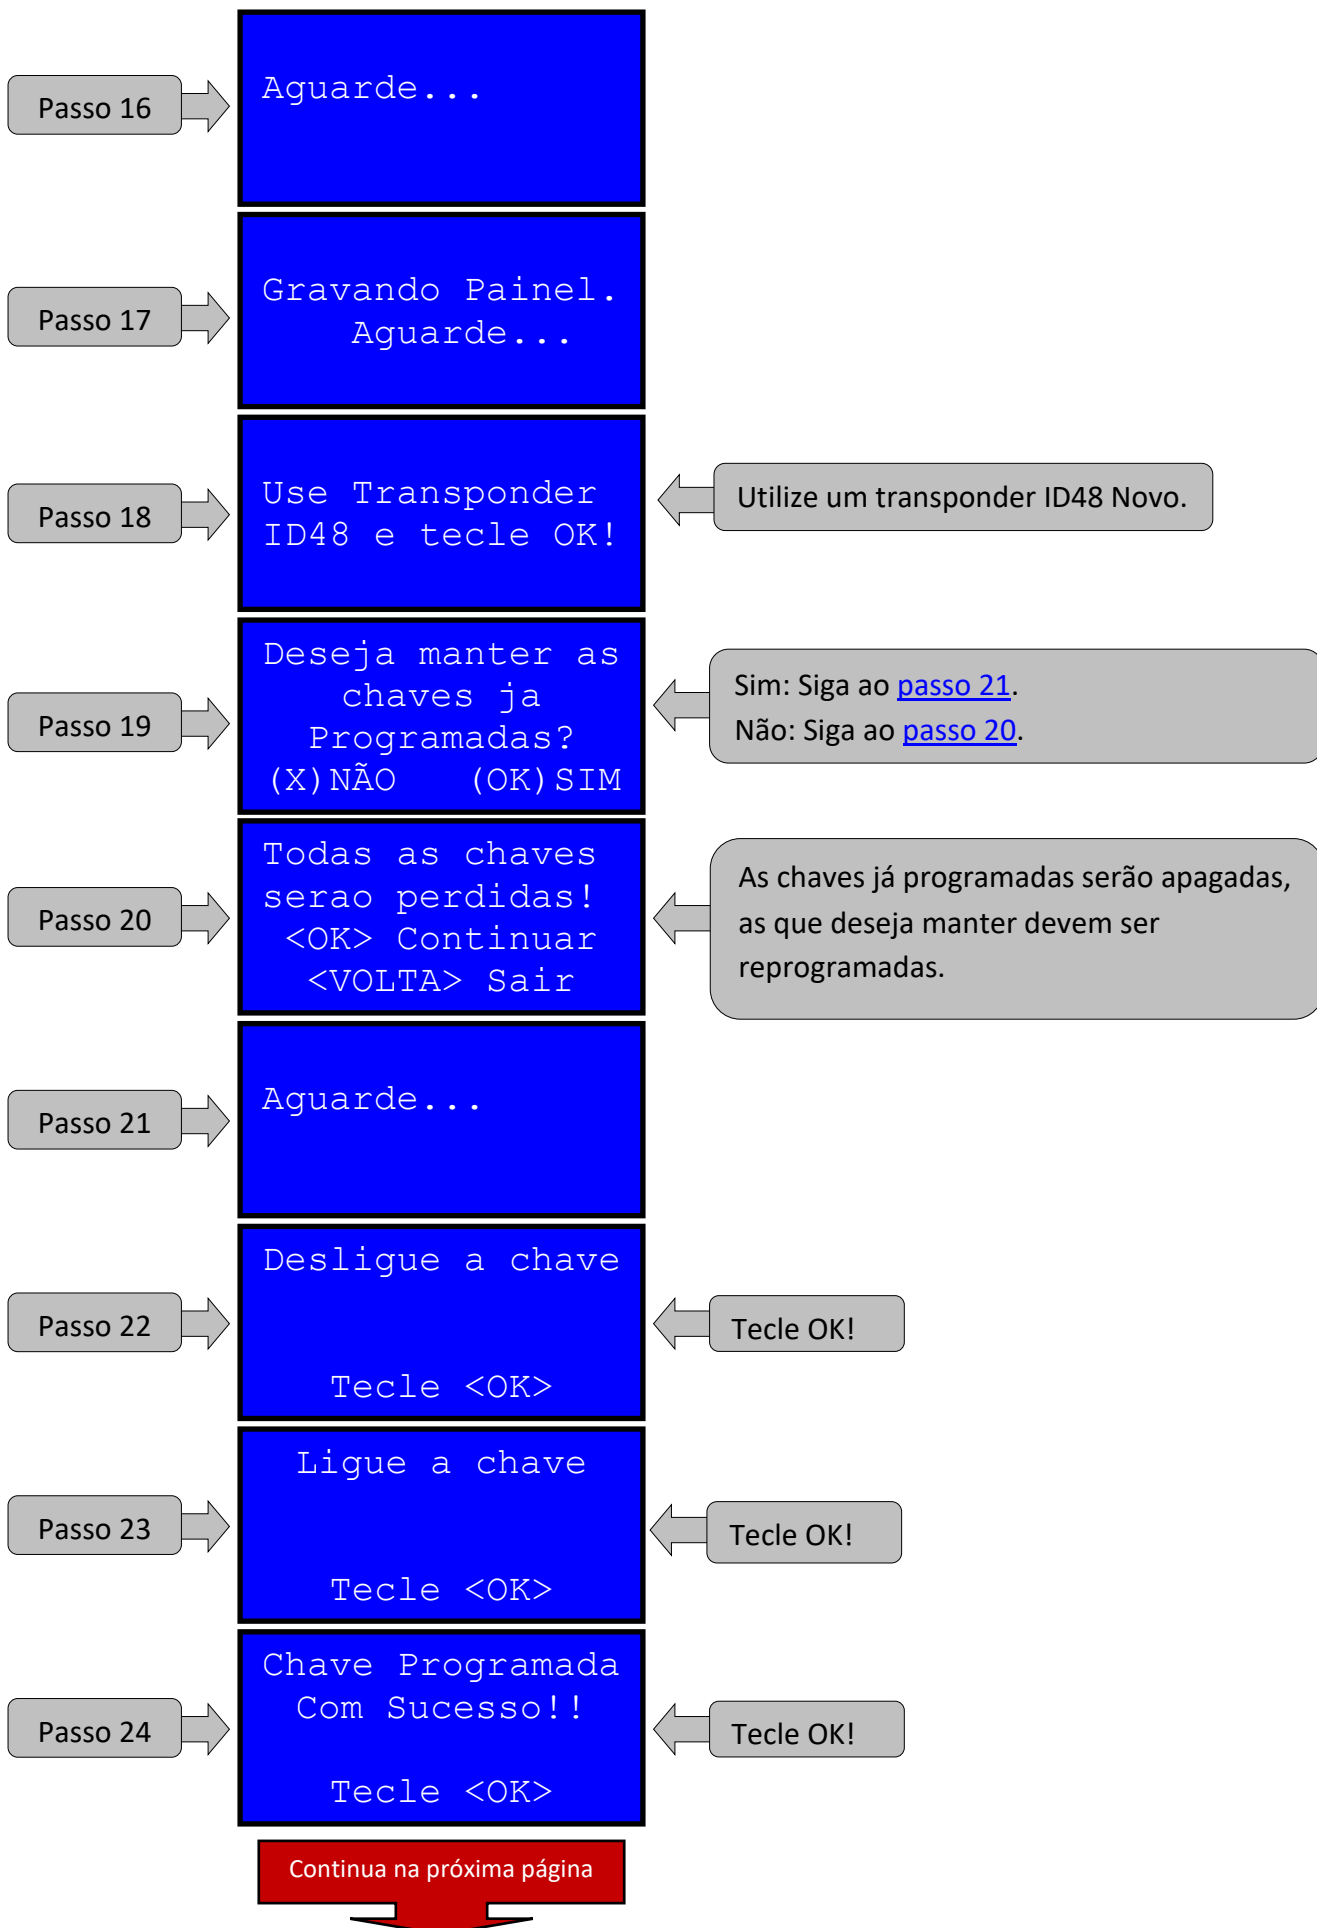 Passo 16
Aguarde...
Passo 17
Gravando Painel.
Aguarde...
Passo 18
Use Transponder
ID48 e tecle OK!
Utilize um transponder ID48 Novo.
Passo 19
Deseja manter as
chaves ja
Programadas?
(X)NÃO (OK)SIM
Sim: Siga ao passo 21.
Não: Siga ao passo 20.
Passo 20
Todas as chaves
serao perdidas!
<OK> Continuar
<VOLTA> Sair
As chaves já programadas serão apagadas,
as que deseja manter devem ser
reprogramadas.
Passo 21
Aguarde...
Passo 22
Desligue a chave
Tecle <OK>
Tecle OK!
Passo 23
Ligue a chave
Tecle <OK>
Tecle OK!
Passo 24
Chave Programada
Com Sucesso!!
Tecle <OK>
Tecle OK!
Continua na próxima página